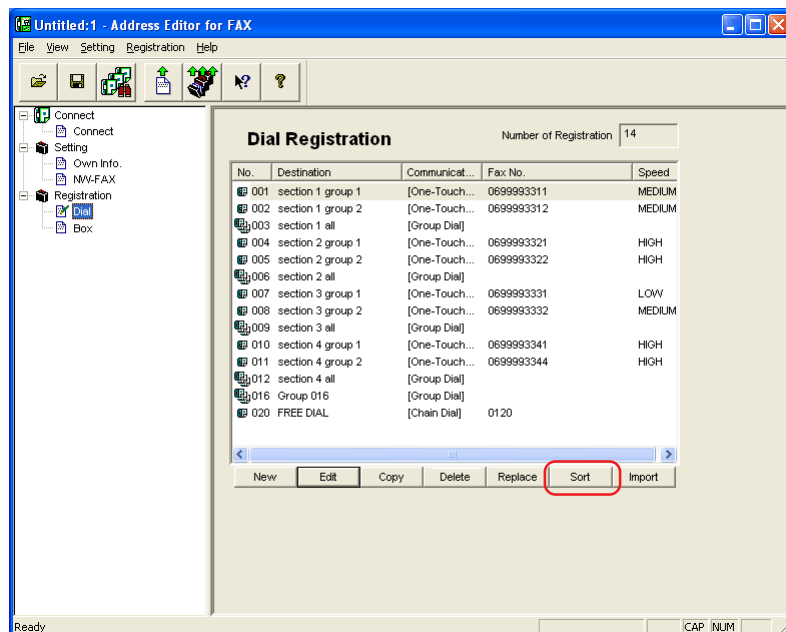 Untitled:1 - Address Editor for FAX
File View Setting Registration Help
Connect
Connect
Setting
Own Info.
NW-FAX
Registration
Dial
Box
Dial Registration
Number of Registration 14
No. Destination Communicat... Fax No. Speed
001 section 1 group 1 [One-Touch... 0699993311 MEDIUM
002 section 1 group 2 [One-Touch... 0699993312 MEDIUM
003 section 1 all [Group Dial]
004 section 2 group 1 [One-Touch... 0699993321 HIGH
005 section 2 group 2 [One-Touch... 0699993322 HIGH
006 section 2 all [Group Dial]
007 section 3 group 1 [One-Touch... 0699993331 LOW
008 section 3 group 2 [One-Touch... 0699993332 MEDIUM
009 section 3 all [Group Dial]
010 section 4 group 1 [One-Touch... 0699993341 HIGH
011 section 4 group 2 [One-Touch... 0699993344 HIGH
012 section 4 all [Group Dial]
016 Group 016 [Group Dial]
020 FREE DIAL [Chain Dial] 0120
New Edit Copy Delete Replace Sort Import
Ready CAP NUM